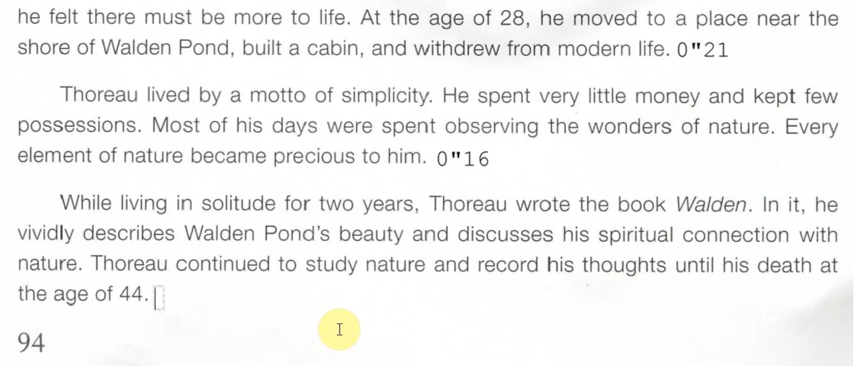 he felt there must be more to life. At the age of 28, he moved to a place near the
shore of Walden Pond, built a cabin, and withdrew from modern life. 0"21
Thoreau lived by a motto of simplicity. He spent very little money and kept few
possessions. Most of his days were spent observing the wonders of nature. Every
element of nature became precious to him. 0"16
While living in solitude for two years, Thoreau wrote the book Walden. In it, he
vividly describes Walden Pond's beauty and discusses his spiritual connection with
nature. Thoreau continued to study nature and record his thoughts until his death at
the age of 44.
94